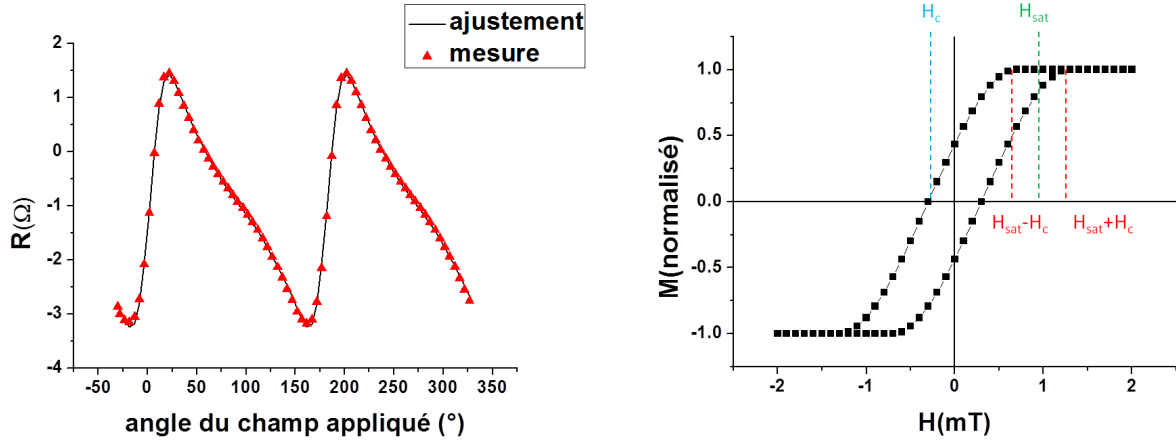 ajustement
mesure
R(Ω)
2
1
0
-1
-2
-3
-4
-50 0 50 100 150 200 250 300 350
angle du champ appliqué (°)
Hc
Hsat
M(normalisé)
1.0
0.5
0.0
-0.5
-1.0
Hsat-Hc
Hsat+Hc
-2 -1 0 1 2
H(mT)